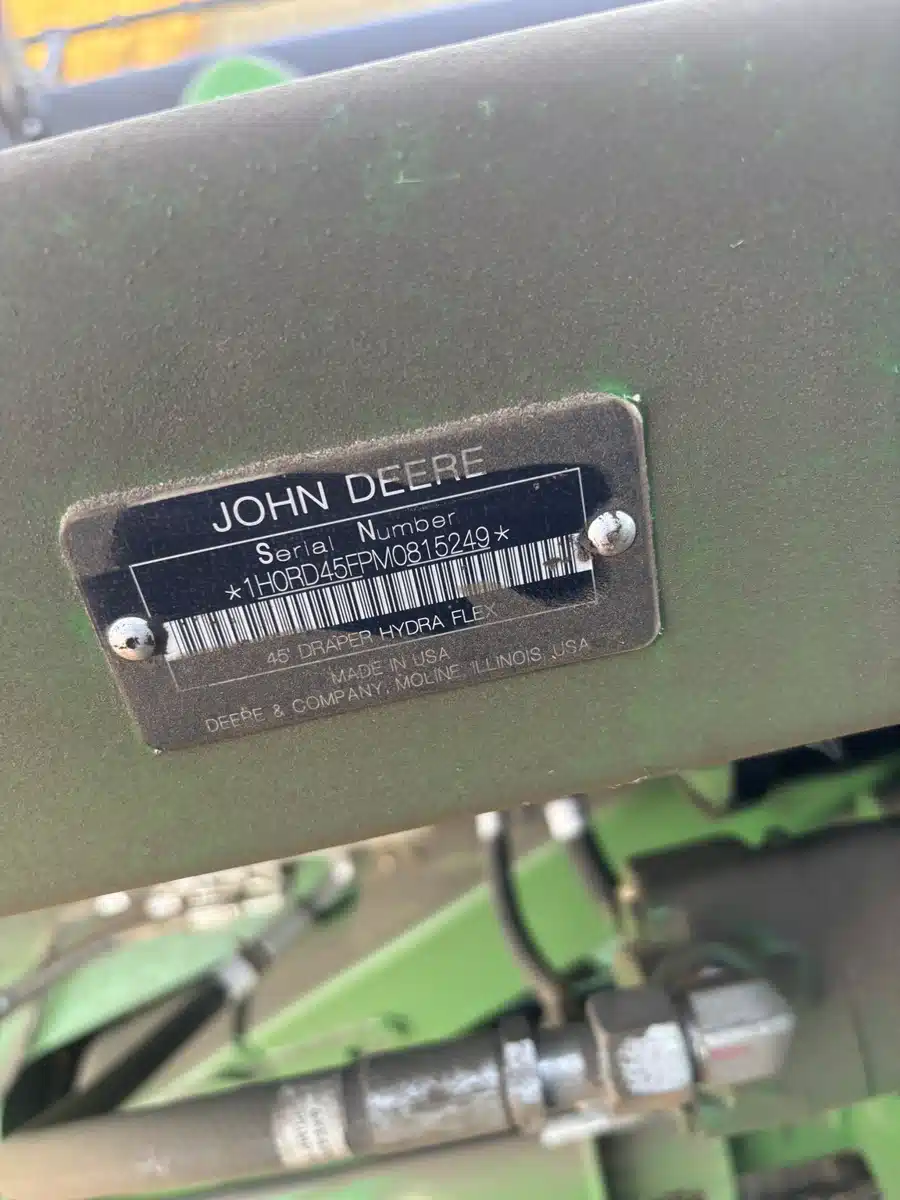 JOHN DEERE
Serial Number
*1H0RD45FPM0815249*
45' DRAPER HYDRA FLEX
MADE IN USA
DEERE & COMPANY, MOLINE, ILLINOIS, USA